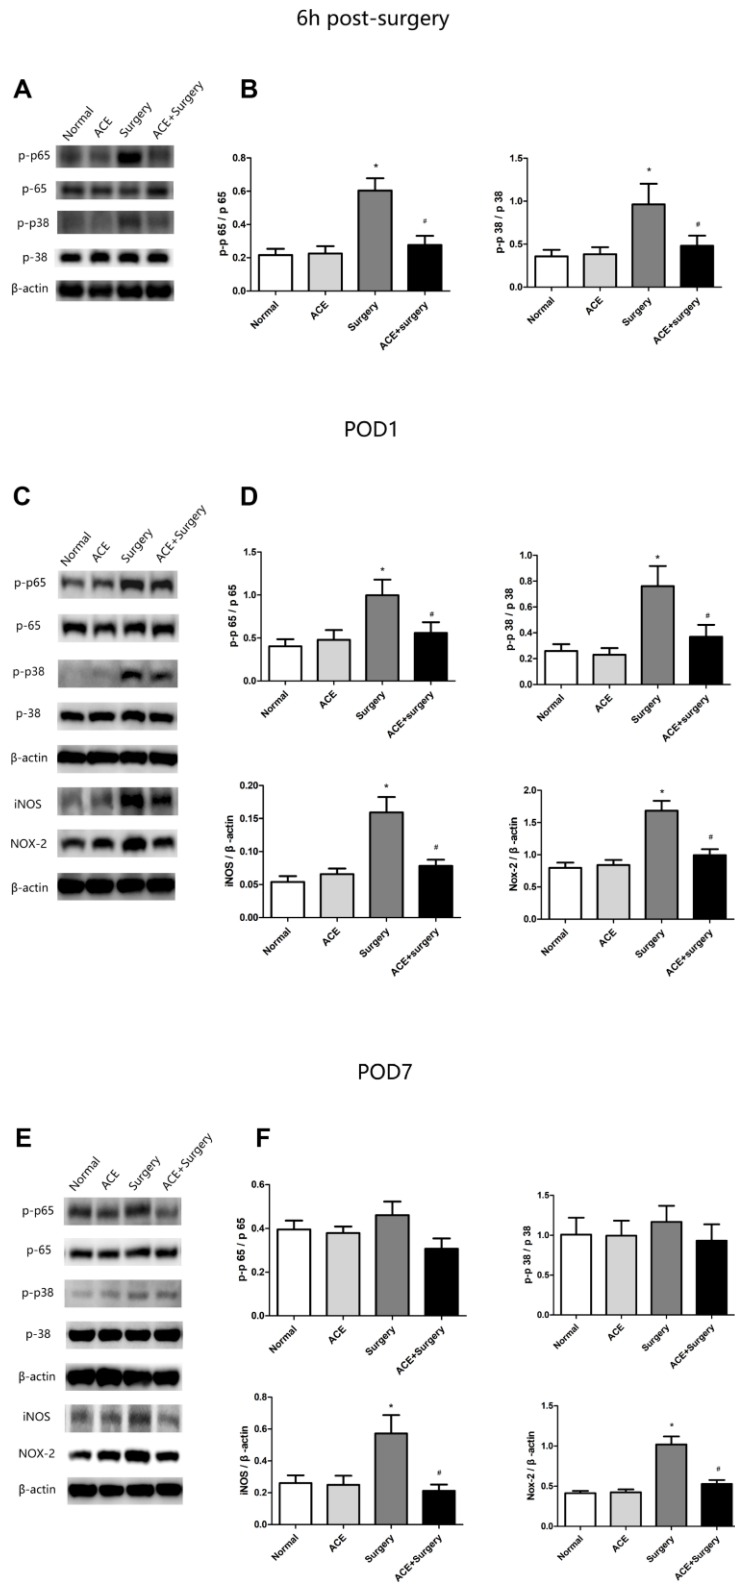 6h post-surgery
A
B
Normal
ACE
Surgery
ACE+Surgery
p-p65
p-65
p-p38
p-38
β-actin
p-p 65 / p 65
0.8
0.6
0.4
0.2
0.0
*
#
Normal
ACE
Surgery
ACE+surgery
p-p 38 / p 38
1.5
1.0
0.5
0.0
*
#
Normal
ACE
Surgery
ACE+surgery
POD1
C
D
Normal
ACE
Surgery
ACE+Surgery
p-p65
p-65
p-p38
p-38
β-actin
iNOS
NOX-2
β-actin
p-p 65 / p 65
1.5
1.0
0.5
0.0
*
#
Normal
ACE
Surgery
ACE+surgery
p-p 38 / p 38
1.0
0.8
0.6
0.4
0.2
0.0
*
#
Normal
ACE
Surgery
ACE+surgery
iNOS / β -actin
0.20
0.15
0.10
0.05
0.00
*
#
Normal
ACE
Surgery
ACE+surgery
Nox-2 / β -actin
2.0
1.5
1.0
0.5
0.0
*
#
Normal
ACE
Surgery
ACE+surgery
POD7
E
F
Normal
ACE
Surgery
ACE+Surgery
p-p65
p-65
p-p38
p-38
β-actin
iNOS
NOX-2
β-actin
p-p 65 / p 65
0.6
0.4
0.2
0.0
Normal
ACE
Surgery
ACE+Surgery
p-p 38 / p 38
1.5
1.0
0.5
0.0
Normal
ACE
Surgery
ACE+Surgery
iNOS / β -actin
0.8
0.6
0.4
0.2
0.0
*
#
Normal
ACE
Surgery
ACE+Surgery
Nox-2 / β -actin
1.5
1.0
0.5
0.0
*
#
Normal
ACE
Surgery
ACE+Surgery